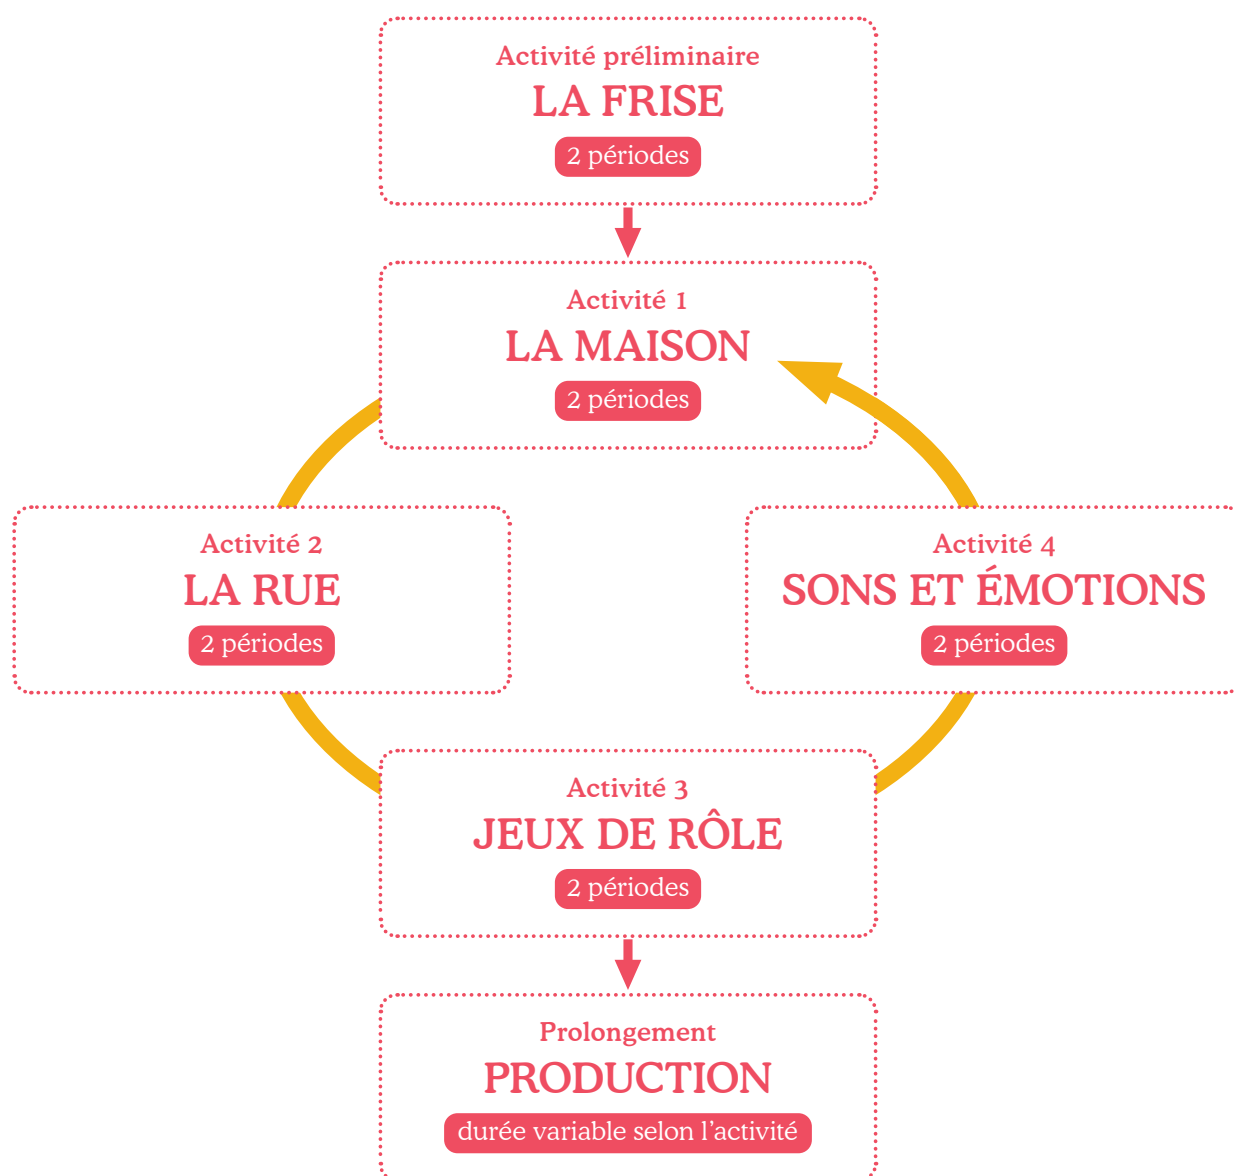 Activité préliminaire
LA FRISE
2 périodes
Activité 1
LA MAISON
2 périodes
Activité 2
LA RUE
2 périodes
Activité 4
SONS ET ÉMOTIONS
2 périodes
Activité 3
JEUX DE RÔLE
2 périodes
Prolongement
PRODUCTION
durée variable selon l’activité